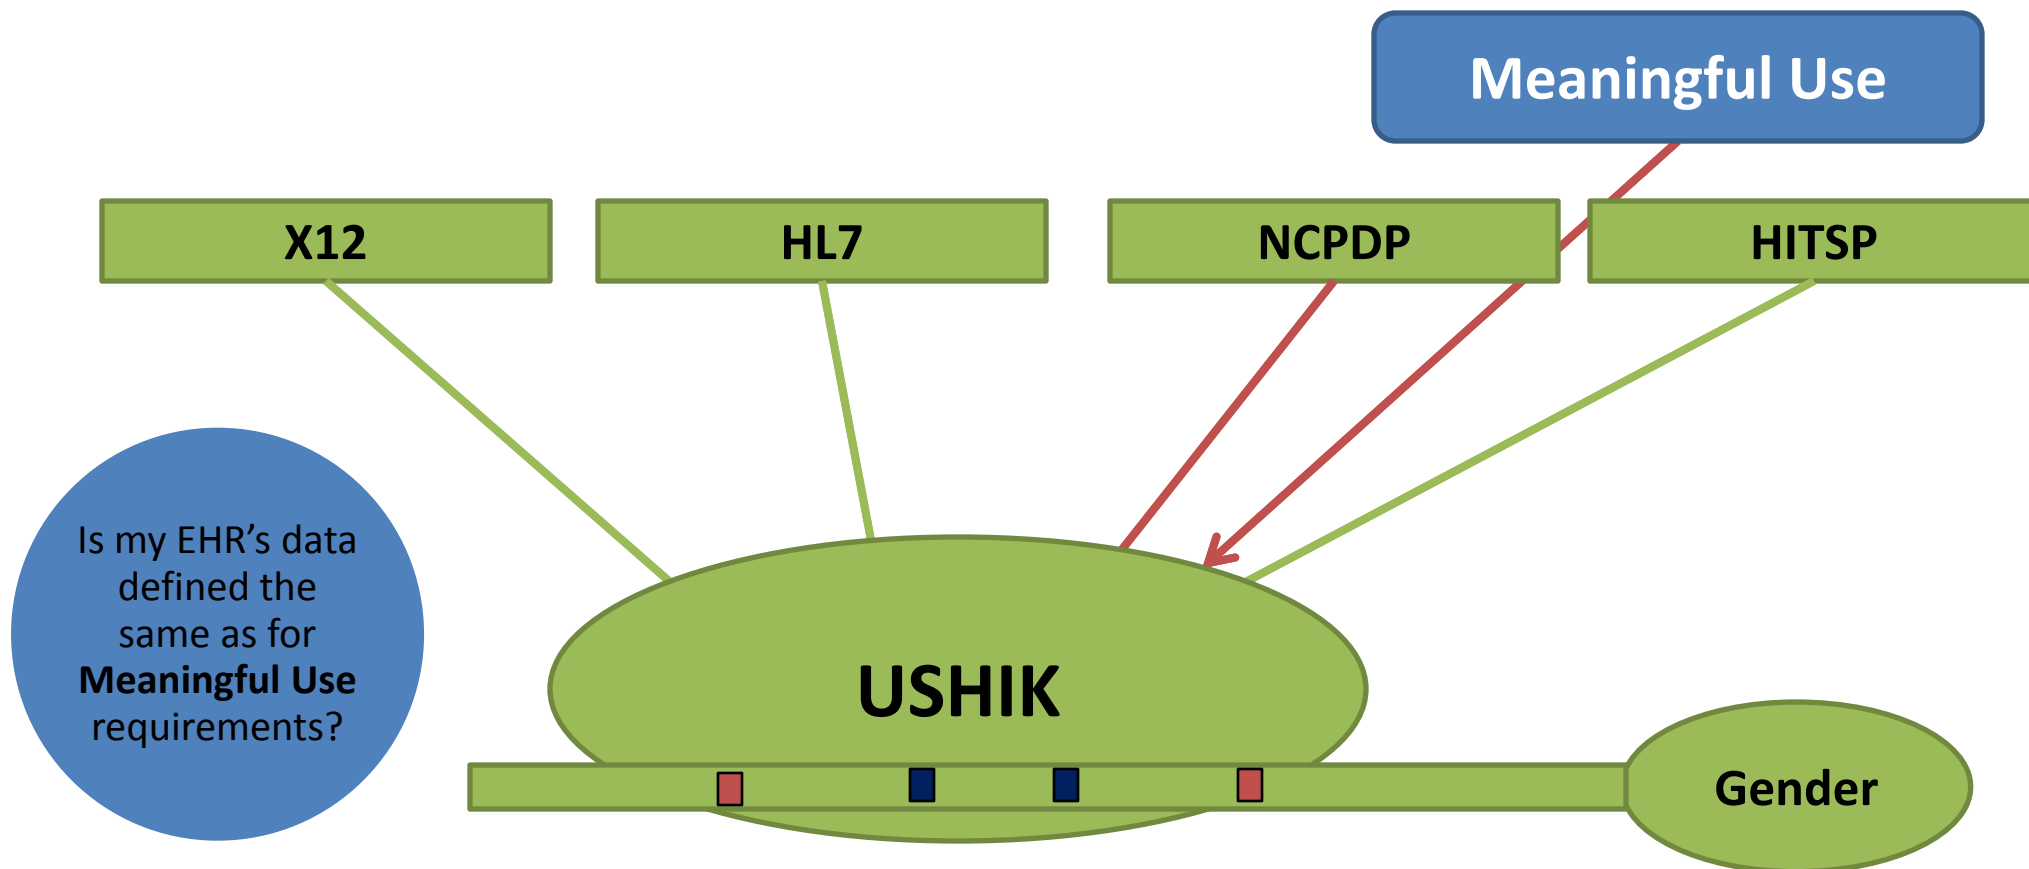 Meaningful Use
X12
HL7
NCPDP
HITSP
Is my EHR’s data
defined the
same as for
Meaningful Use
requirements?
USHIK
Gender